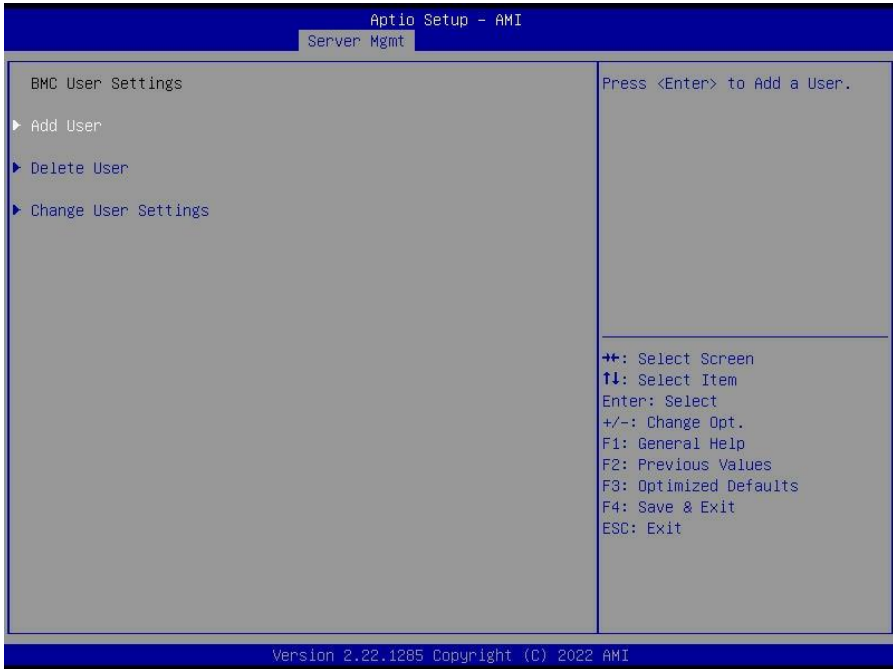 Aptio Setup - AMI
Server Mgmt
BMC User Settings
▶ Add User
▶ Delete User
▶ Change User Settings
Press <Enter> to Add a User.
→←: Select Screen
↑↓: Select Item
Enter: Select
+/-: Change Opt.
F1: General Help
F2: Previous Values
F3: Optimized Defaults
F4: Save & Exit
ESC: Exit
Version 2.22.1285 Copyright (C) 2022 AMI